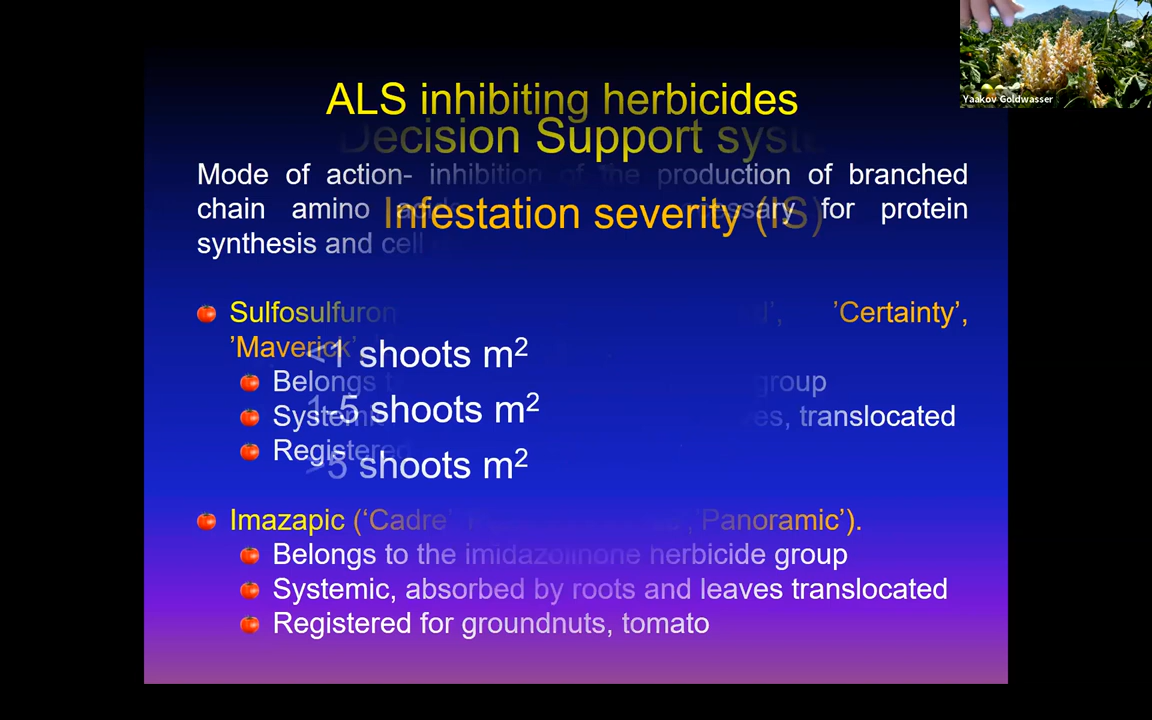 Yaakov Goldwasser
ALS inhibiting herbicides
Decision Support syste
Mode of action- inhibition of the production of branched
chain amino for protein
Infestation severity (IS)
synthesis and cell
Sulfosulfuron 'Certainty',
'Maverick'
<1 shoots m2
Belongs group
1-5 shoots m2
Systemic translocated
Registered
>5 shoots m2
Imazapic ('Cadre' 'Panoramic').
Belongs to the imidazolinone herbicide group
Systemic, absorbed by roots and leaves translocated
Registered for groundnuts, tomato